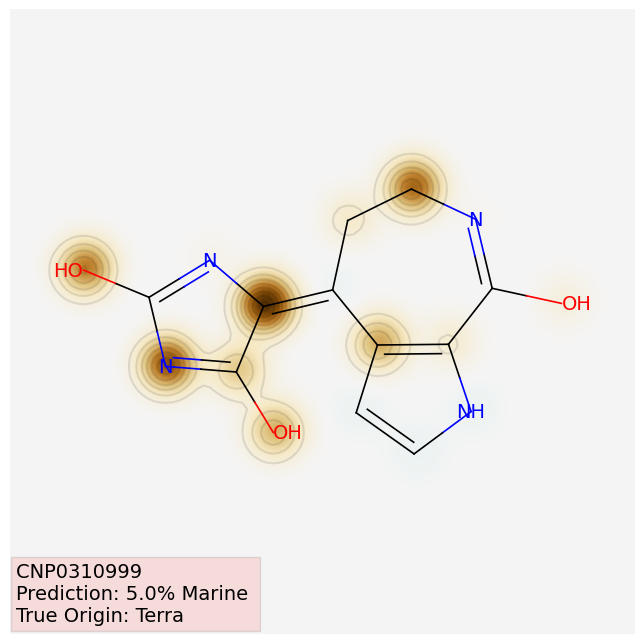 N
N
HO
OH
N
OH
NH
CNP0310999
Prediction: 5.0% Marine
True Origin: Terra